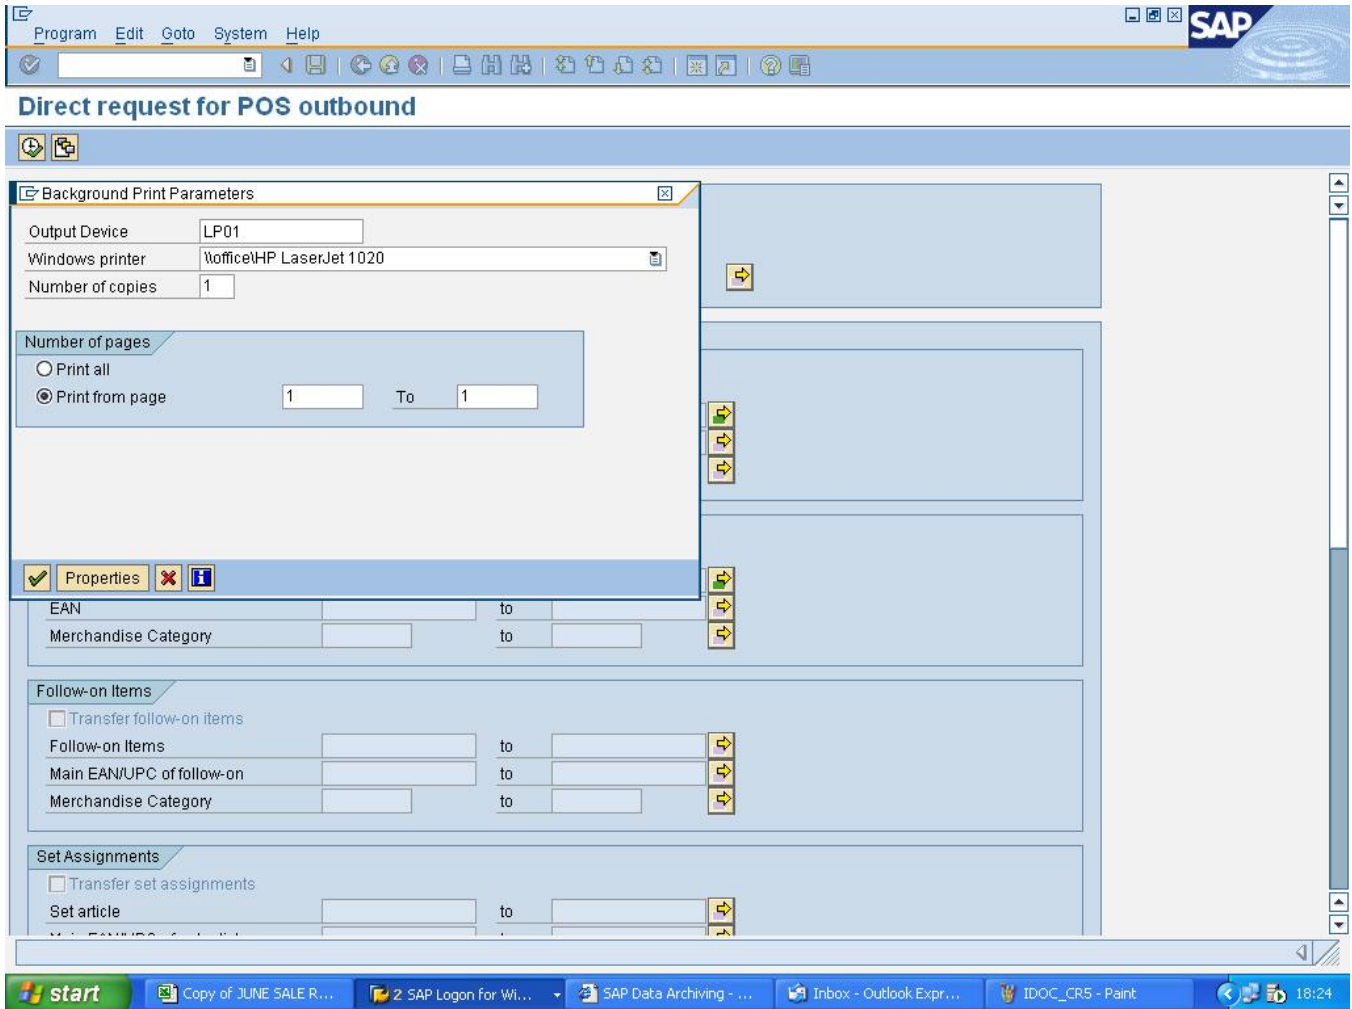 Program Edit Goto System Help
SAP
Direct request for POS outbound
Background Print Parameters
Output Device LP01
Windows printer \\office\HP LaserJet 1020
Number of copies 1
Number of pages
Print all
Print from page 1 To 1
Properties
EAN to
Merchandise Category to
Follow-on Items
Transfer follow-on items
Follow-on Items to
Main EAN/UPC of follow-on to
Merchandise Category to
Set Assignments
Transfer set assignments
Set article to
start Copy of JUNE SALE R... 2 SAP Logon for Wi... SAP Data Archiving - ... Inbox - Outlook Expr... IDOC_CR5 - Paint 18:24